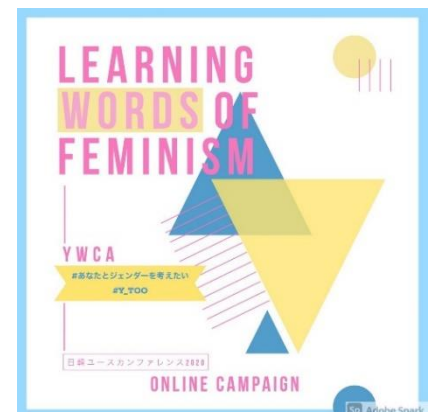 LEARNING
WORDS OF
FEMINISM
YWCA
#あなたとジェンダーを考えたい
#Y_TOO
日韓ユースカンファレンス2020
ONLINE CAMPAIGN
Sp Adobe Spark